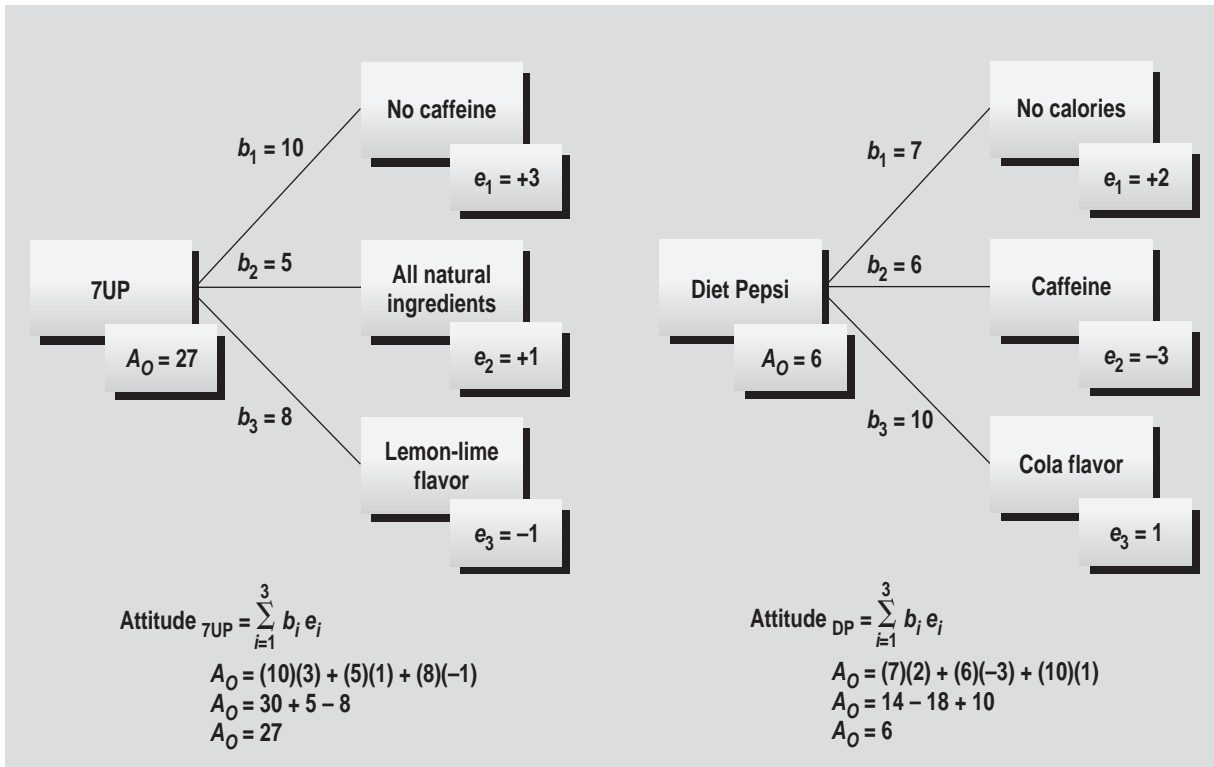 No caffeine
b1 = 10
e1 = +3
7UP
b2 = 5
All natural
ingredients
AO = 27
e2 = +1
b3 = 8
Lemon-lime
flavor
e3 = –1
Attitude 7UP = 3 Σ i=1 bi ei
AO = (10)(3) + (5)(1) + (8)(–1)
AO = 30 + 5 – 8
AO = 27
No calories
b1 = 7
e1 = +2
Diet Pepsi
b2 = 6
Caffeine
AO = 6
e2 = –3
b3 = 10
Cola flavor
e3 = 1
Attitude DP = 3 Σ i=1 bi ei
AO = (7)(2) + (6)(–3) + (10)(1)
AO = 14 – 18 + 10
AO = 6